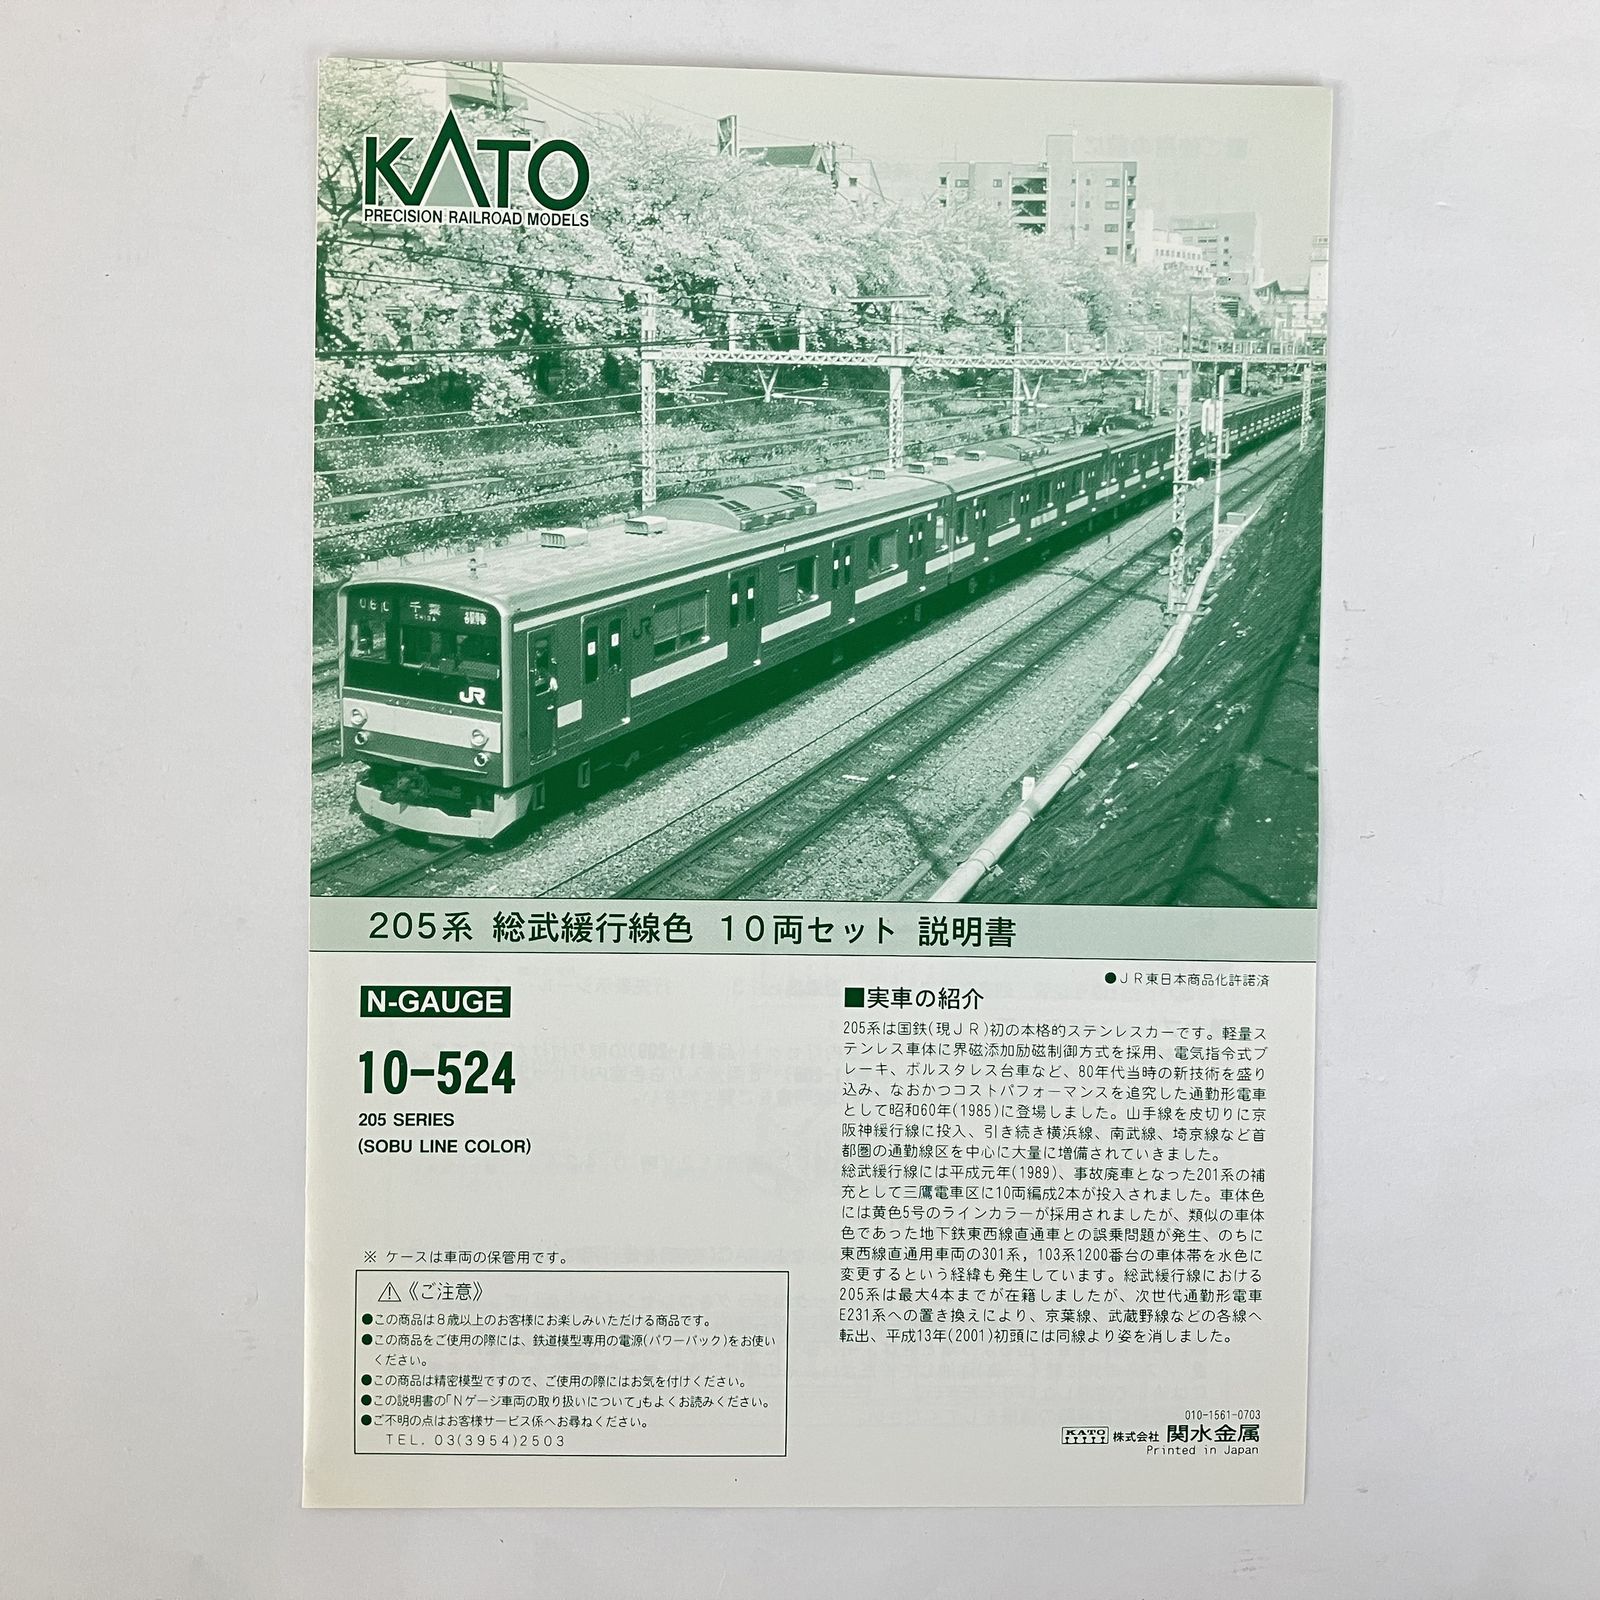 KATO
PRECISION RAILROAD MODELS
千葉
CHIBA
JR
JR
205系 総武緩行線色 10両セット 説明書
N-GAUGE
10-524
205 SERIES
(SOBU LINE COLOR)
※ ケースは車両の保管用です。
⚠《ご注意》
●この商品は8歳以上のお客様にお楽しみいただける商品です。
●この商品をご使用の際には、鉄道模型専用の電源(パワーパック)をお使い
ください。
●この商品は精密模型ですので、ご使用の際にはお気を付けください。
●この説明書の「Nゲージ車両の取り扱いについて」もよくお読みください。
●ご不明の点はお客様サービス係へお尋ねください。
TEL. 03(3954)2503
●JR東日本商品化許諾済
■実車の紹介
205系は国鉄(現JR)初の本格的ステンレスカーです。軽量ス
テンレス車体に界磁添加励磁制御方式を採用、電気指令式ブ
レーキ、ボルスタレス台車など、80年代当時の新技術を盛り
込み、なおかつコストパフォーマンスを追究した通勤形電車
として昭和60年(1985)に登場しました。山手線を皮切りに京
阪神緩行線に投入、引き続き横浜線、南武線、埼京線など首
都圏の通勤線区を中心に大量に増備されていきました。
総武緩行線には平成元年(1989)、事故廃車となった201系の補
充として三鷹電車区に10両編成2本が投入されました。車体色
には黄色5号のラインカラーが採用されましたが、類似の車体
色であった地下鉄東西線直通車との誤乗問題が発生、のちに
東西線直通用車両の301系，103系1200番台の車体帯を水色に
変更するという経緯も発生しています。総武緩行線における
205系は最大4本までが在籍しましたが、次世代通勤形電車
E231系への置き換えにより、京葉線、武蔵野線などの各線へ
転出、平成13年(2001)初頭には同線より姿を消しました。
010-1561-0703
KATO 株式会社 関水金属
Printed in Japan